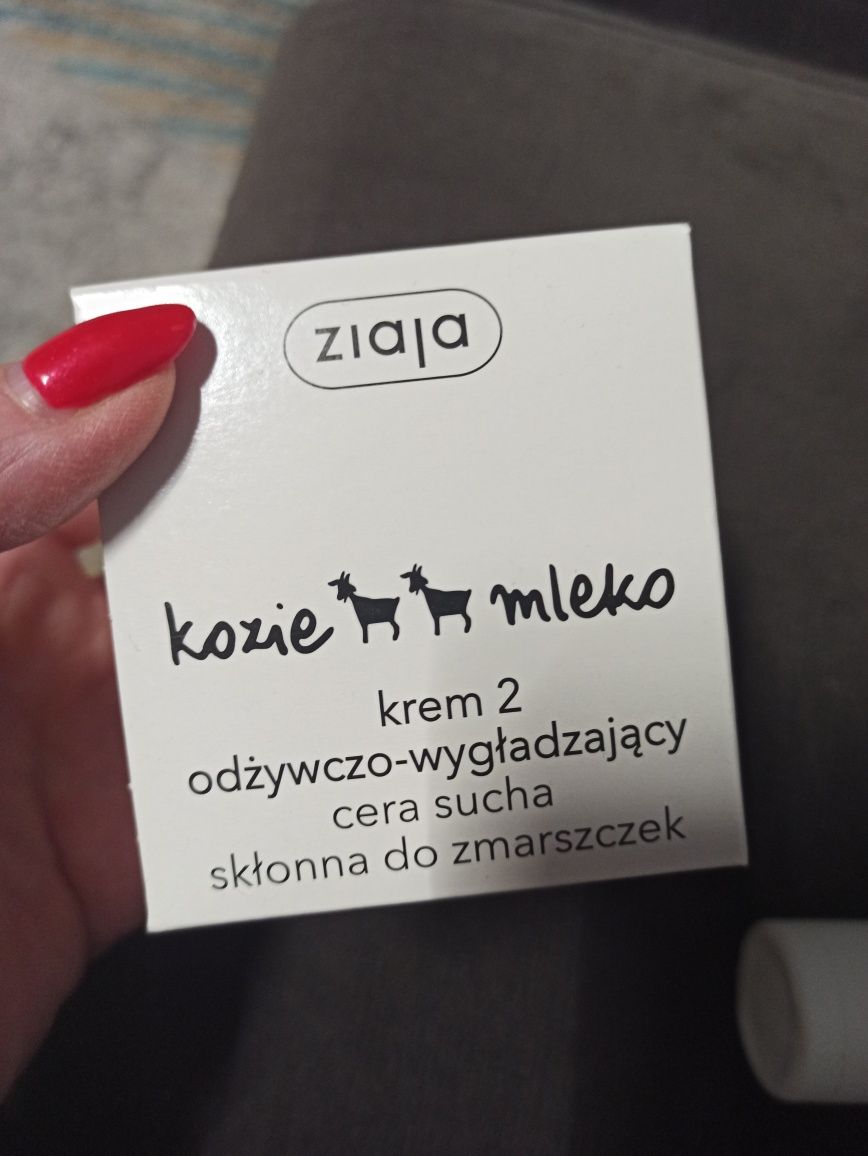 ziaja
kozie mleko
krem 2
odżywczo-wygładzający
cera sucha
skłonna do zmarszczek